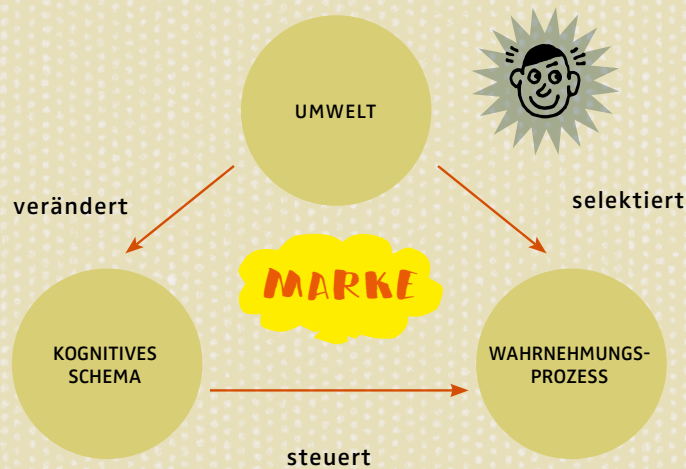 UMWELT
verändert
selektiert
MARKE
KOGNITIVES
SCHEMA
WAHRNEHMUNGS-
PROZESS
steuert